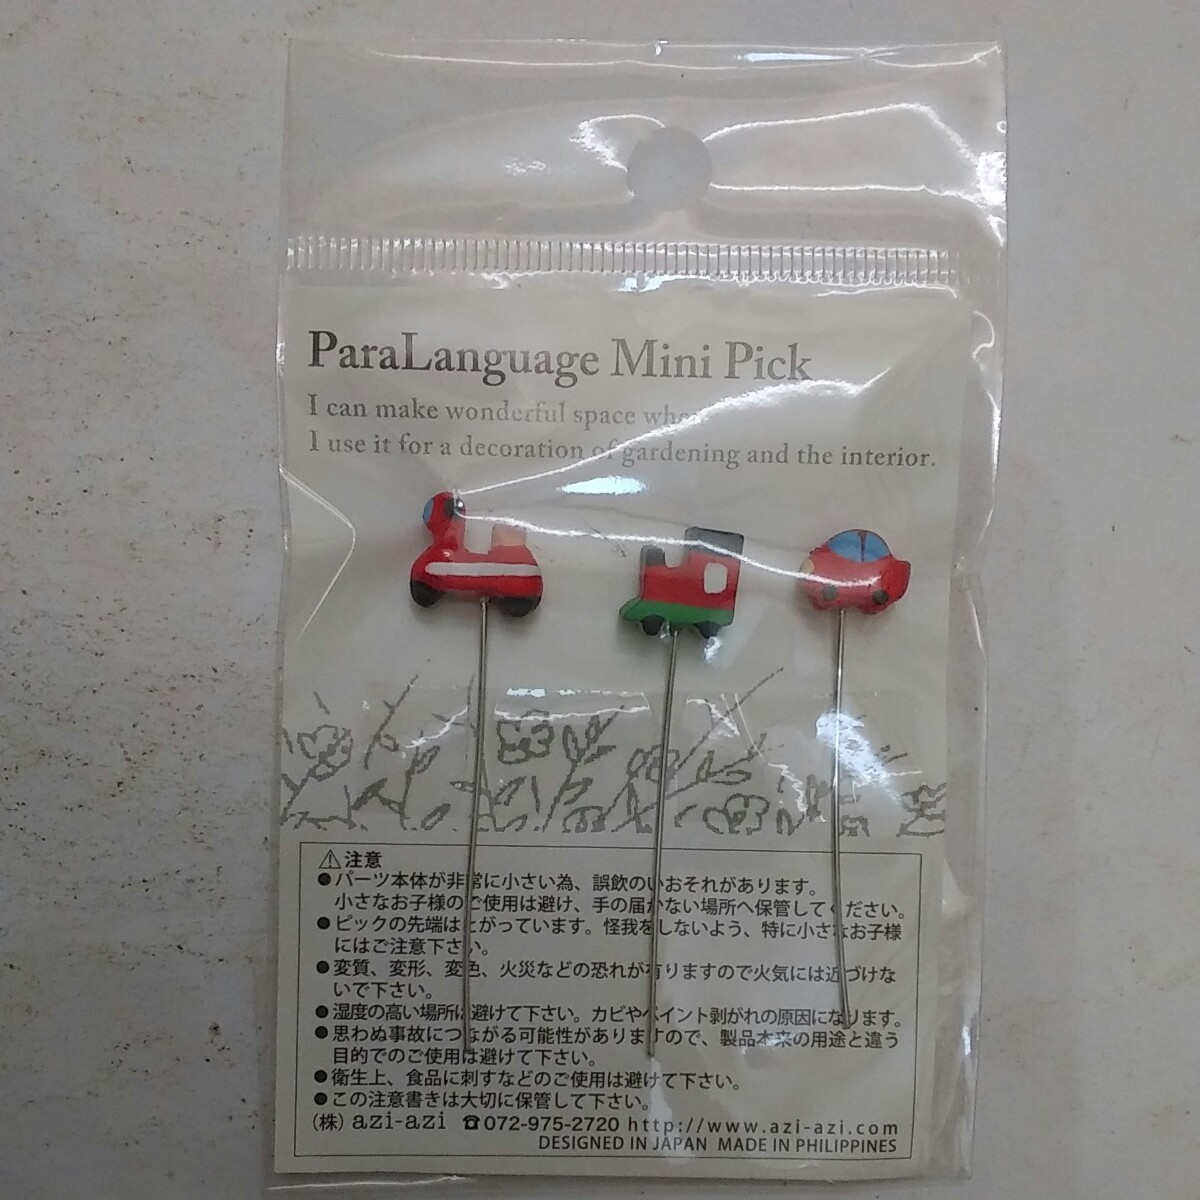 ParaLanguage Mini Pick
I can make wonderful space
I use it for a decoration of gardening and the interior.
⚠注意
●パーツ本体が非常に小さい為、誤飲のいおそれがあります。
小さなお子様のご使用は避け、手の届かない場所へ保管してください。
●ピックの先端はとがっています。怪我をしないよう、特に小さなお子様
にはご注意下さい。
●変質、変形、変色、火災などの恐れが有りますので火気には近づけな
いで下さい。
●湿度の高い場所は避けて下さい。カビやペイント剥がれの原因になります。
●思わぬ事故につながる可能性がありますので、製品本来の用途と違う
目的でのご使用は避けて下さい。
●衛生上、食品に刺すなどのご使用は避けて下さい。
●この注意書きは大切に保管して下さい。
(株) azi-azi ☎072-975-2720 http://www.azi-azi.com
DESIGNED IN JAPAN MADE IN PHILIPPINES